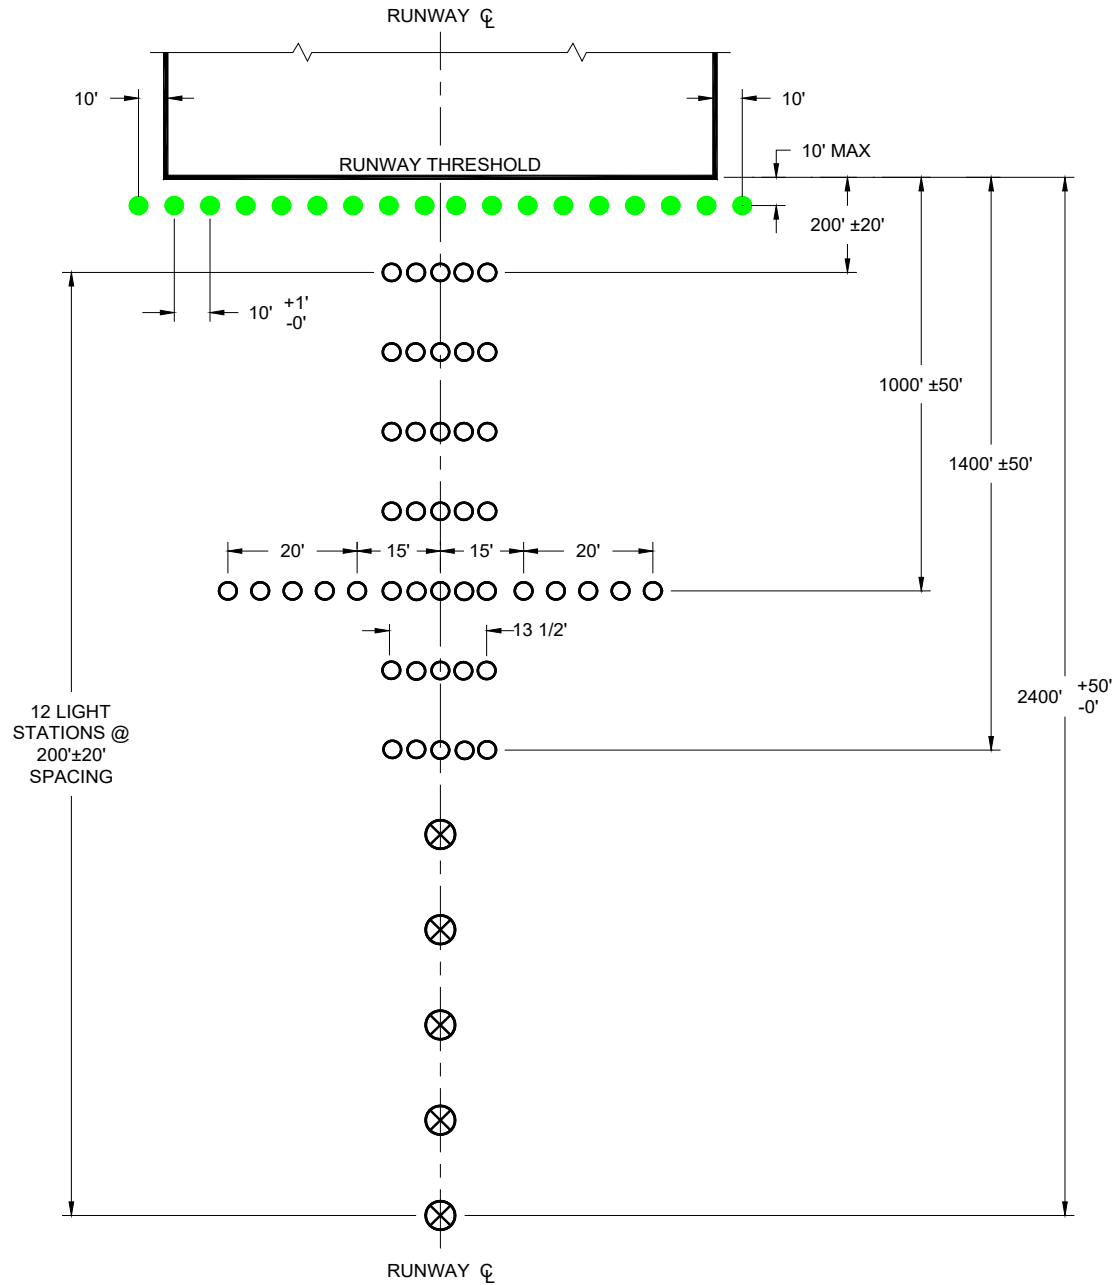 RUNWAY ℄
10'
10'
RUNWAY THRESHOLD
10' MAX
200' ±20'
10' +1'
-0'
1000' ±50'
1400' ±50'
20'
15'
15'
20'
13 1/2'
2400' +50'
-0'
12 LIGHT
STATIONS @
200'±20'
SPACING
RUNWAY ℄